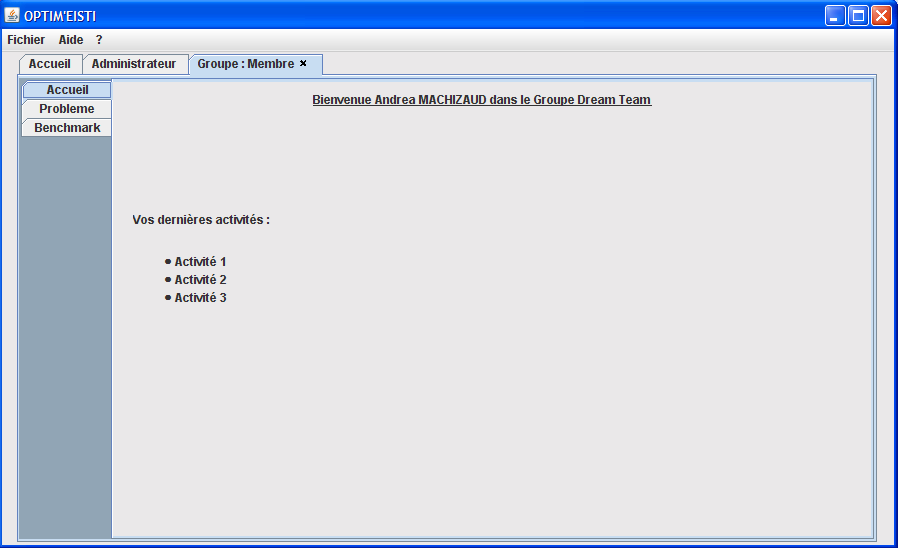 OPTIM'EISTI
Fichier Aide ?
Accueil Administrateur Groupe : Membre ×
Accueil
Probleme
Benchmark
Bienvenue Andrea MACHIZAUD dans le Groupe Dream Team
Vos dernières activités :
• Activité 1
• Activité 2
• Activité 3